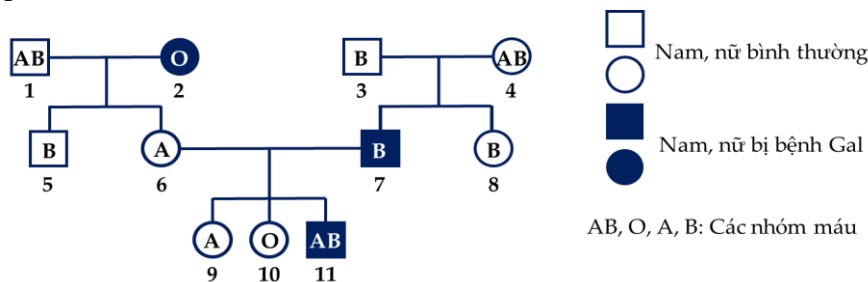 AB O B AB
1 2 3 4
B A B B
5 6 7 8
A O AB
9 10 11
Nam, nữ bình thường
Nam, nữ bị bệnh Gal
AB, O, A, B: Các nhóm máu